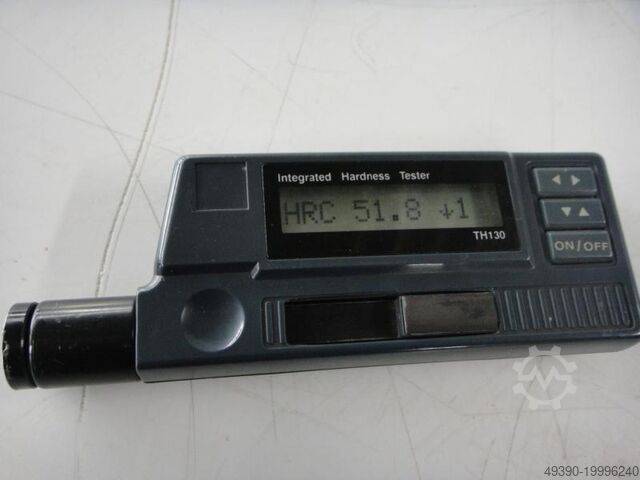 Integrated Hardness Tester
HRC 51.8 ↓1
TH130
◄ ►
▼ ▲
ON/OFF
49390-19996240